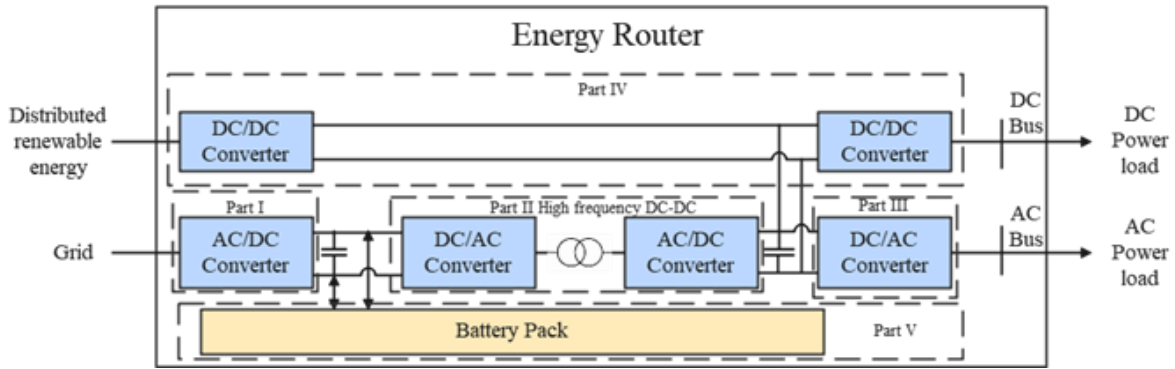 Energy Router
Part IV
Distributed
renewable
energy
DC/DC
Converter
DC/DC
Converter
DC
Bus
DC
Power
load
Part I
Part II High frequency DC-DC
Part III
Grid
AC/DC
Converter
DC/AC
Converter
AC/DC
Converter
DC/AC
Converter
AC
Bus
AC
Power
load
Battery Pack
Part V